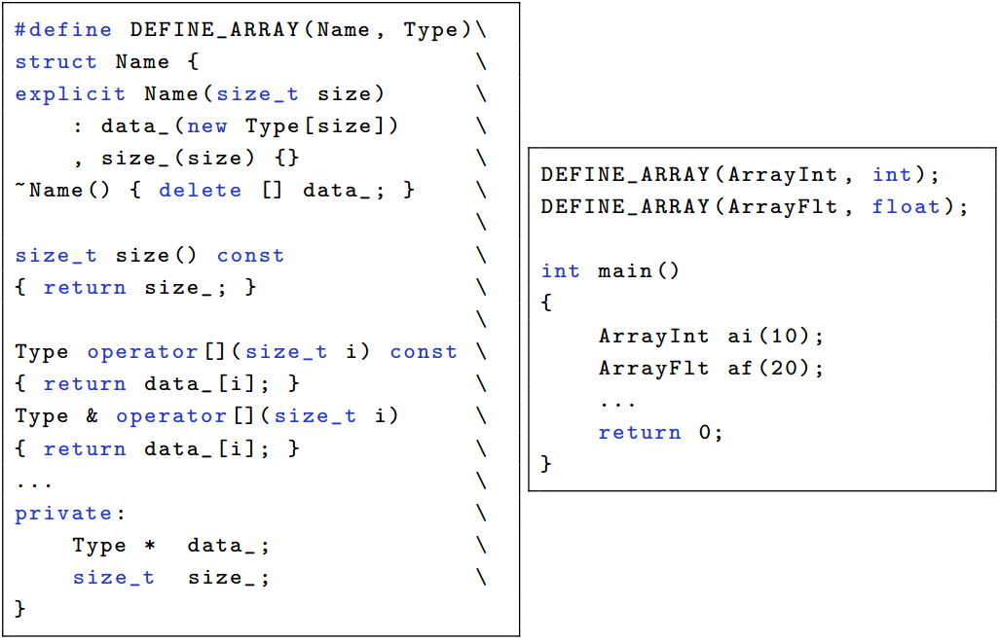 #define DEFINE_ARRAY(Name, Type)\
struct Name {                   \
explicit Name(size_t size)      \
    : data_(new Type[size])     \
    , size_(size) {}            \
~Name() { delete [] data_; }    \
                                \
size_t size() const             \
{ return size_; }               \
                                \
Type operator[](size_t i) const \
{ return data_[i]; }            \
Type & operator[](size_t i)     \
{ return data_[i]; }            \
...                             \
private:                        \
    Type *  data_;              \
    size_t  size_;              \
}
DEFINE_ARRAY(ArrayInt, int);
DEFINE_ARRAY(ArrayFlt, float);

int main()
{
    ArrayInt ai(10);
    ArrayFlt af(20);
    ...
    return 0;
}